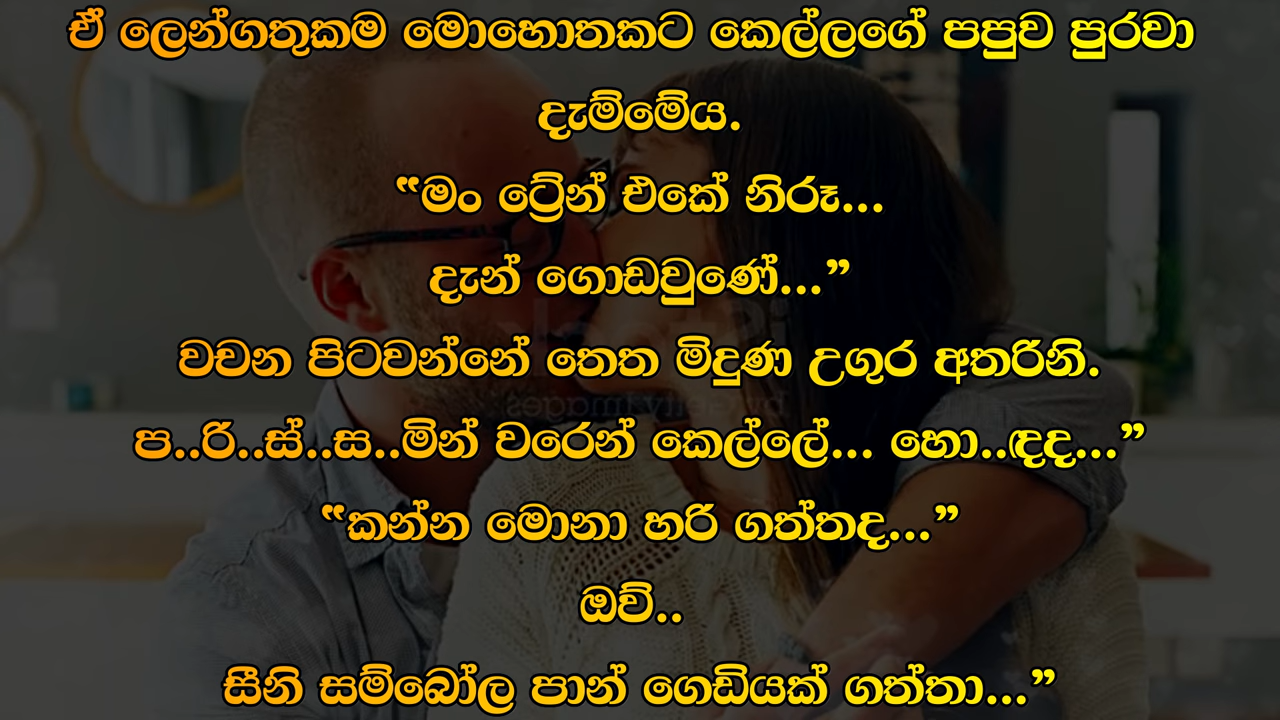 ඒ ලෙන්ගතුකම මොහොතකට කෙල්ලගේ පපුව පුරවා
දැම්මේය.
“මං ට්‍රේන් එකේ නිරූ...
දැන් ගොඩවුණේ...”
වචන පිටවන්නේ තෙත මිදුණ උගුර අතරිනි.
ප..රි..ස්..ස..මින් වරෙන් කෙල්ලේ... හො..ඳද...”
“කන්න මොනා හරි ගත්තද...”
ඔව්..
සීනි සම්බෝල පාන් ගෙඩියක් ගත්තා...”